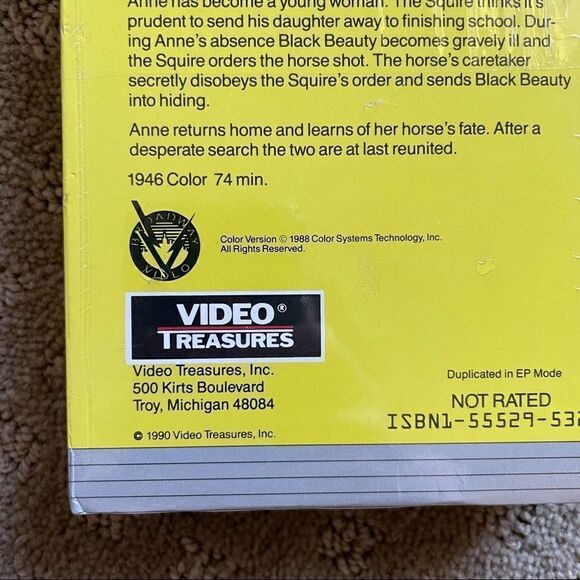 Anne has become a young woman. The Squire thinks it's
prudent to send his daughter away to finishing school. Dur-
ing Anne's absence Black Beauty becomes gravely ill and
the Squire orders the horse shot. The horse's caretaker
secretly disobeys the Squire's order and sends Black Beauty
into hiding.
Anne returns home and learns of her horse's fate. After a
desperate search the two are at last reunited.
1946 Color 74 min.
BROADWAY
VIDEO
Color Version © 1988 Color Systems Technology, Inc.
All Rights Reserved.
VIDEO®
TREASURES
Video Treasures, Inc.
500 Kirts Boulevard
Troy, Michigan 48084
© 1990 Video Treasures, Inc.
Duplicated in EP Mode
NOT RATED
ISBN1-55529-532